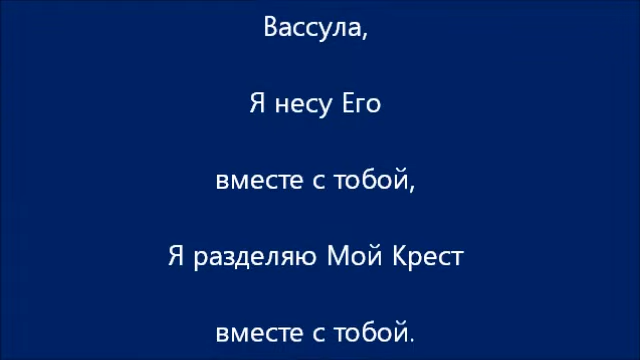 Вассула,
Я несу Его
вместе с тобой,
Я разделяю Мой Крест
вместе с тобой.